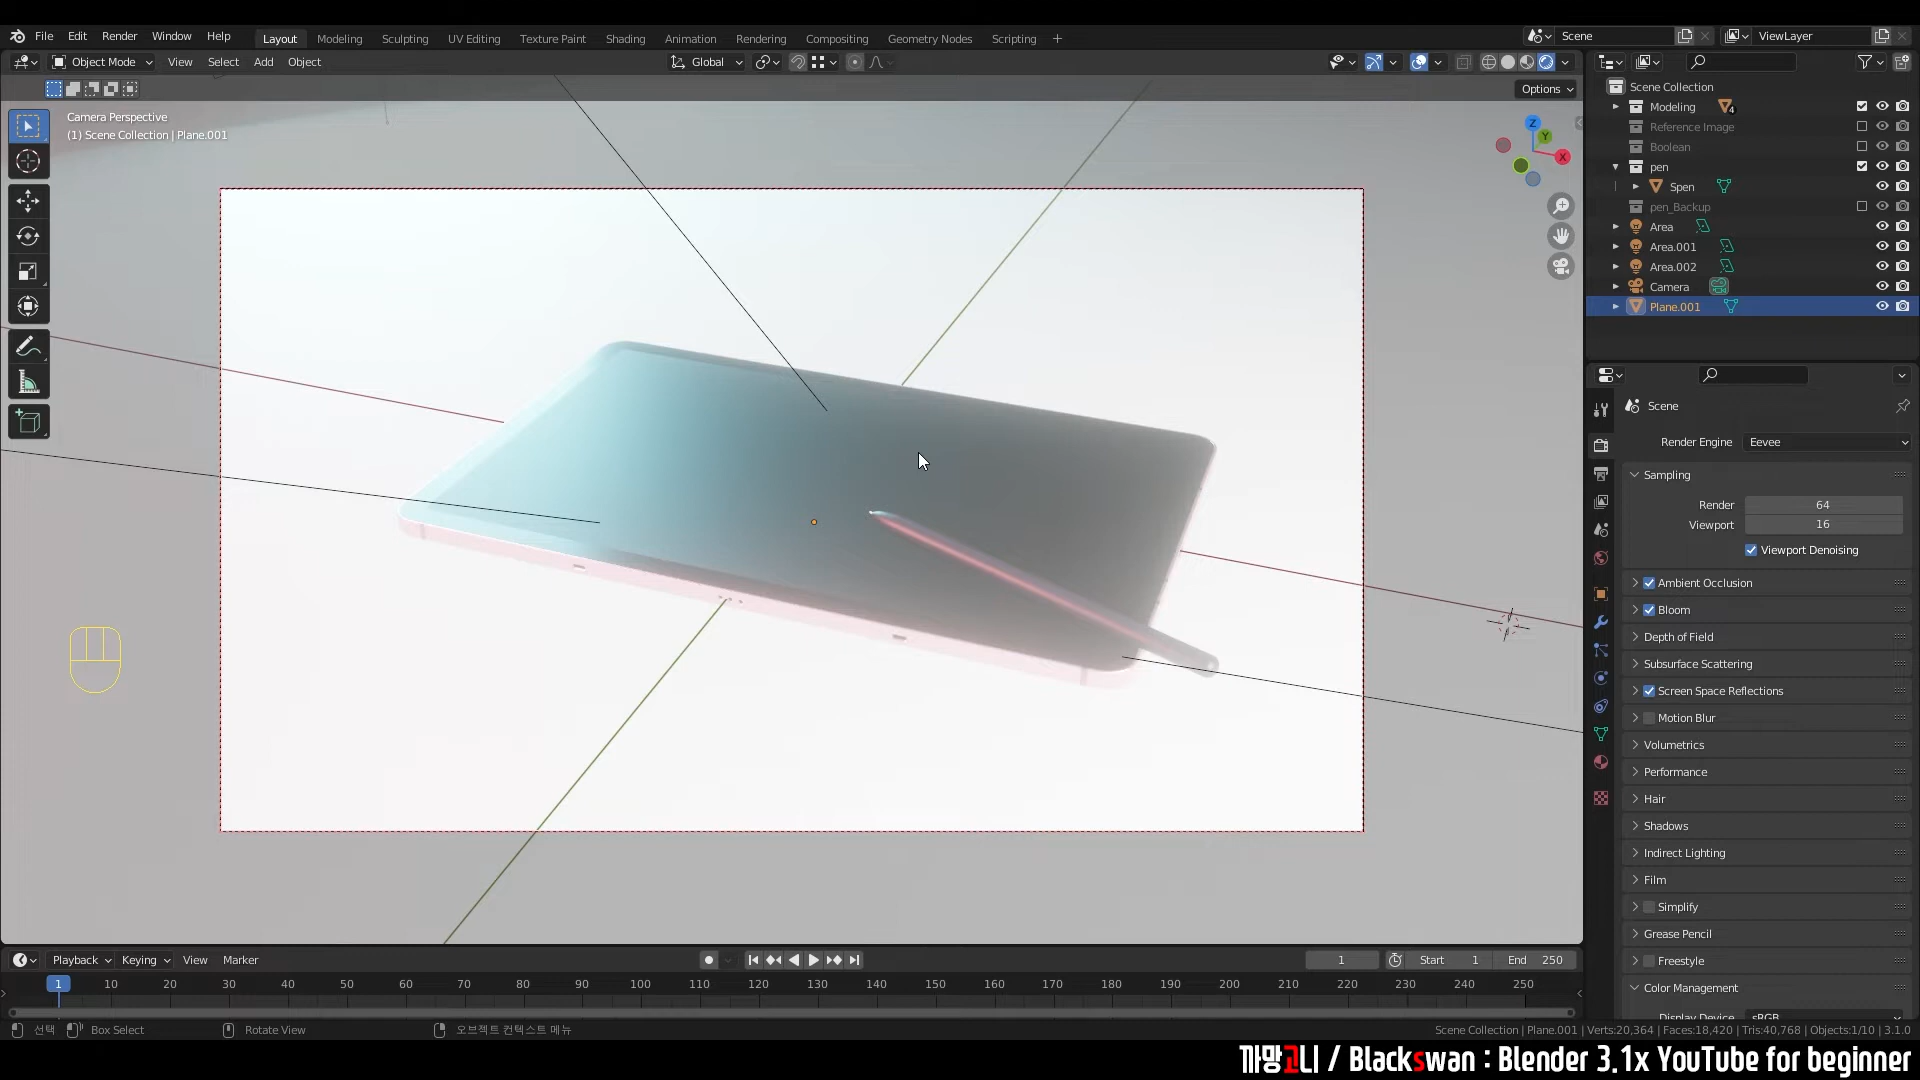 File Edit Render Window Help Layout Modeling Sculpting UV Editing Texture Paint Shading Animation Rendering Compositing Geometry Nodes Scripting + Scene ViewLayer
Object Mode View Select Add Object Global
Options
Camera Perspective
(1) Scene Collection | Plane.001
Z
Y
X
Scene Collection
Modeling 4
Reference Image
Boolean
pen
Spen
pen_Backup
Area
Area.001
Area.002
Camera
Plane.001
Scene
Render Engine Eevee
Sampling
Render 64
Viewport 16
Viewport Denoising
Ambient Occlusion
Bloom
Depth of Field
Subsurface Scattering
Screen Space Reflections
Motion Blur
Volumetrics
Performance
Hair
Shadows
Indirect Lighting
Film
Simplify
Grease Pencil
Freestyle
Color Management
Display Device sRGB
Playback Keying View Marker 1 Start 1 End 250
1 10 20 30 40 50 60 70 80 90 100 110 120 130 140 150 160 170 180 190 200 210 220 230 240 250
선택 Box Select Rotate View 오브젝트 컨텍스트 메뉴 Scene Collection | Plane.001 | Verts:20,364 | Faces:18,420 | Tris:40,768 | Objects:1/10 | 3.1.0
까망고니 / Blackswan : Blender 3.1x YouTube for beginner